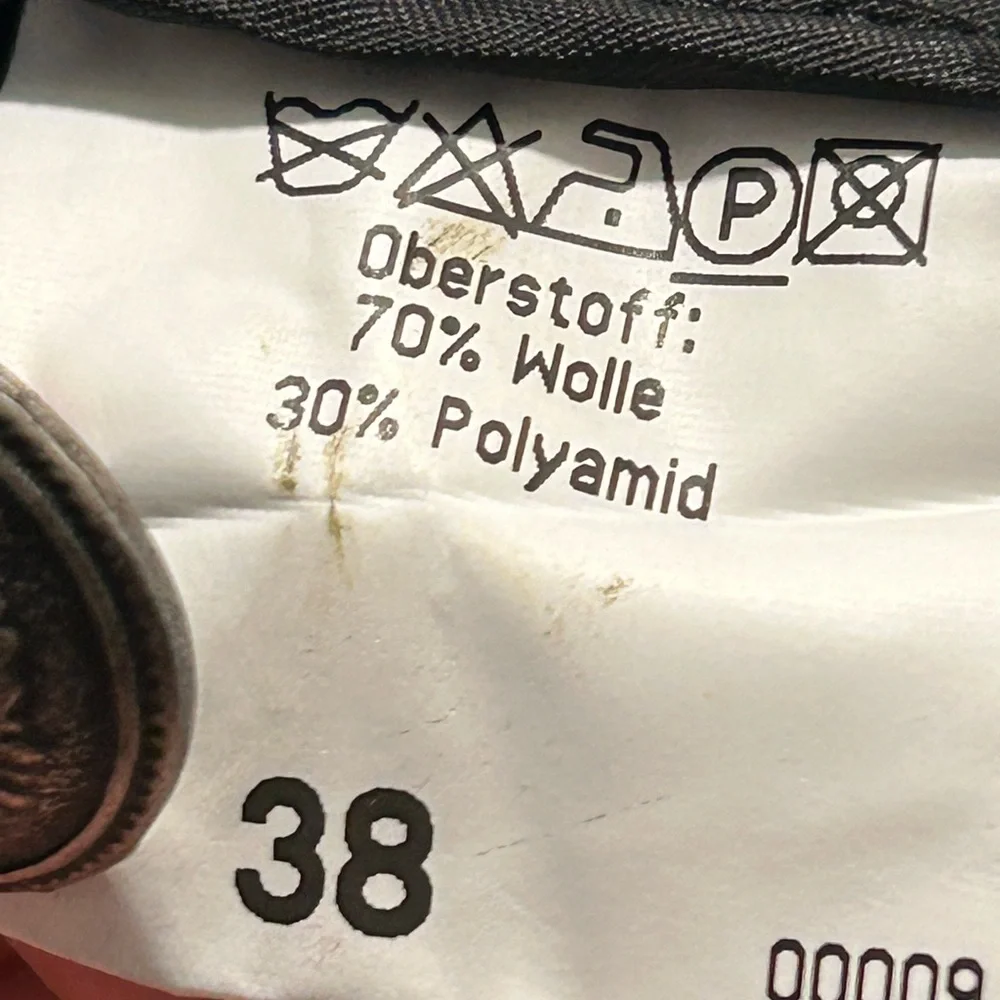 P
Oberstoff:
70% Wolle
30% Polyamid
38
00009